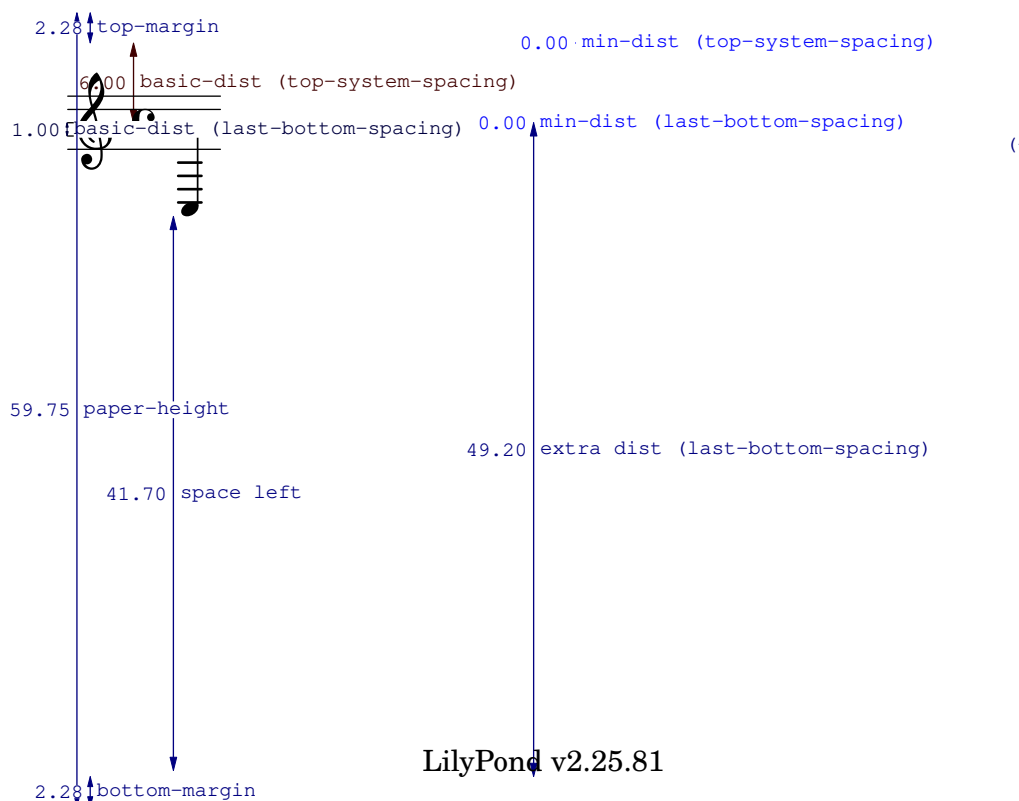 2.28 top-margin
0.00 min-dist (top-system-spacing)
6.00 basic-dist (top-system-spacing)
1.00 basic-dist (last-bottom-spacing)
0.00 min-dist (last-bottom-spacing)
(
59.75 paper-height
49.20 extra dist (last-bottom-spacing)
41.70 space left
LilyPond v2.25.81
2.28 bottom-margin